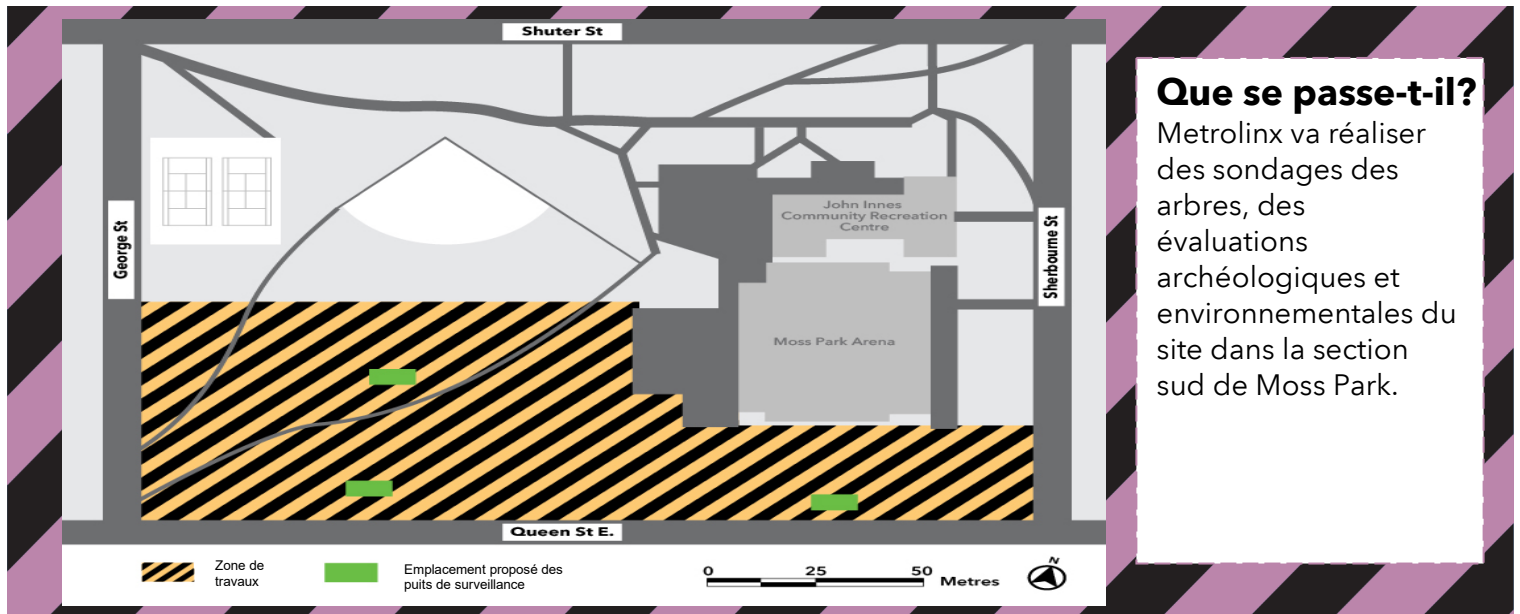 Shuter St
George St
John Innes
Community Recreation
Centre
Sherbourne St
Moss Park Arena
Queen St E.
Zone de
travaux
Emplacement proposé des
puits de surveillance
0 25 50 Metres
N
Que se passe-t-il?
Metrolinx va réaliser
des sondages des
arbres, des
évaluations
archéologiques et
environnementales du
site dans la section
sud de Moss Park.